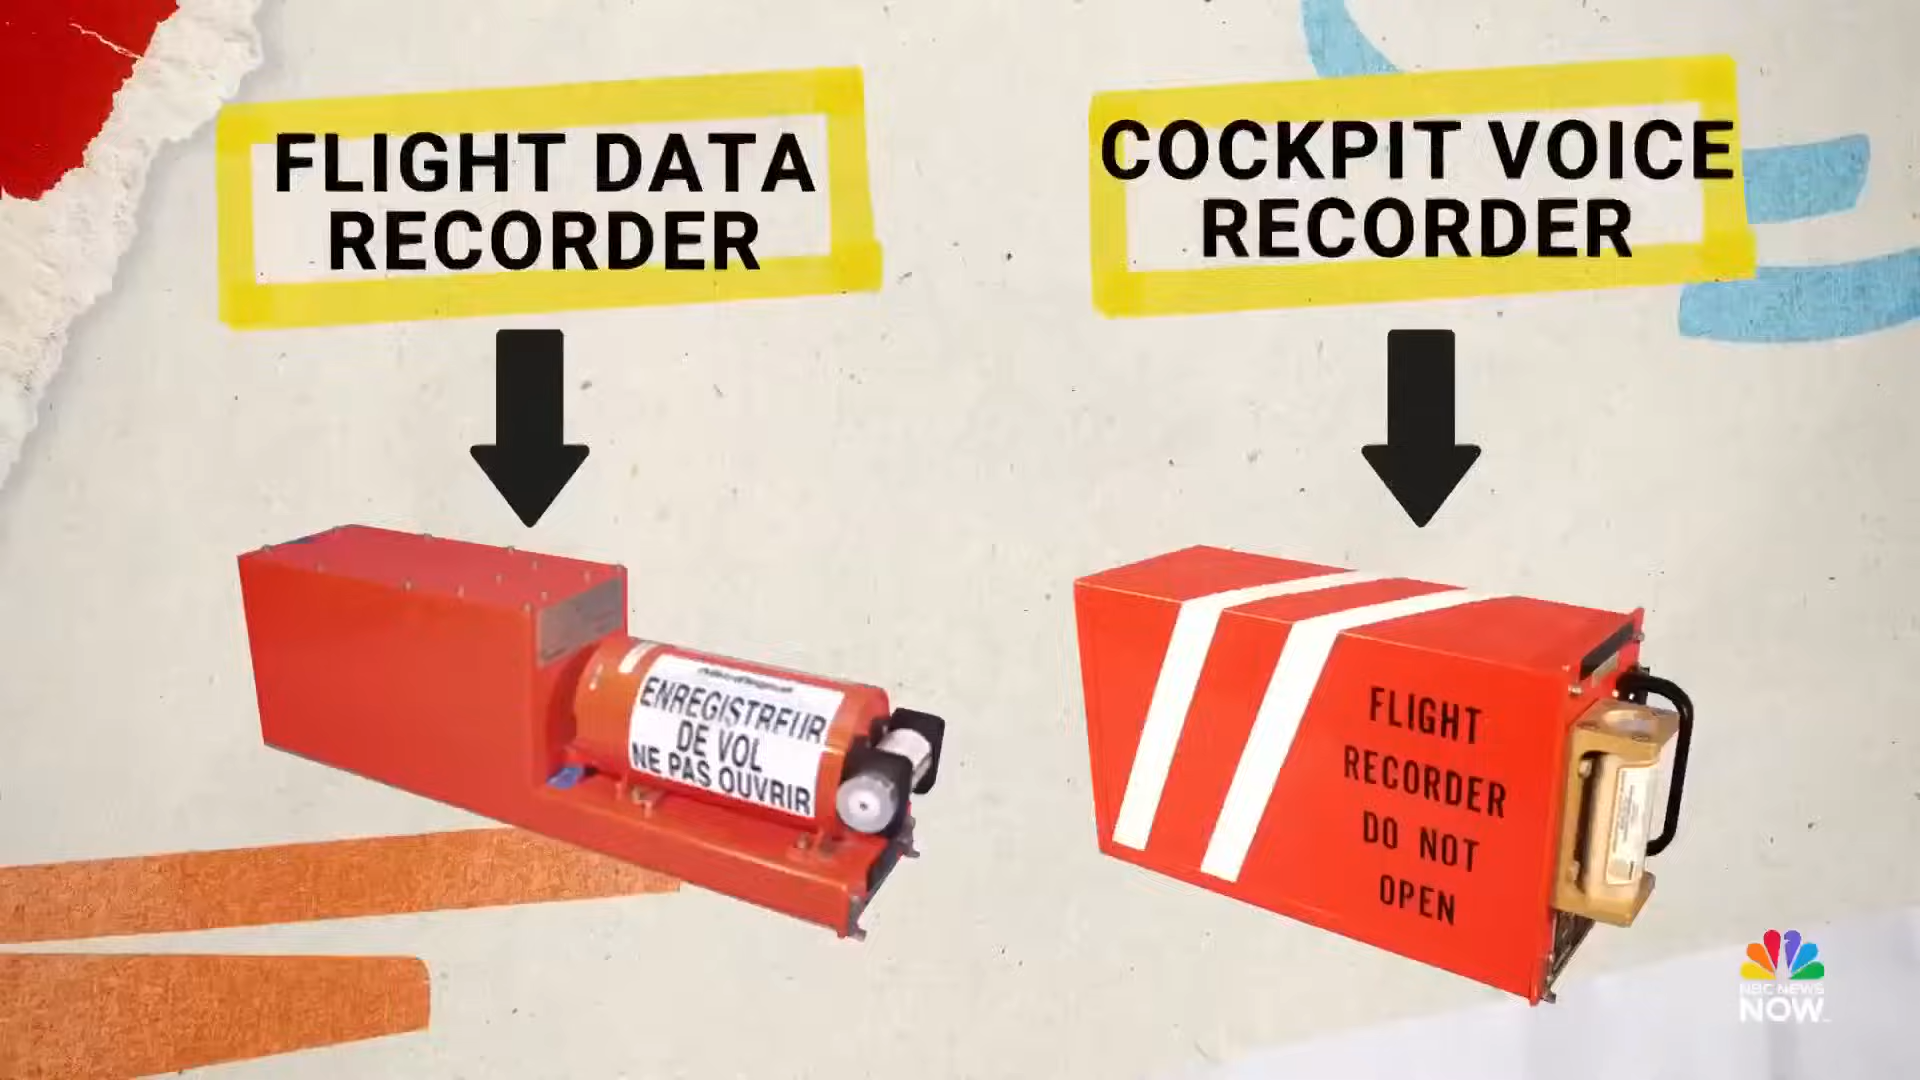 FLIGHT DATA
RECORDER
COCKPIT VOICE
RECORDER
ENREGISTREUR
DE VOL
NE PAS OUVRIR
FLIGHT
RECORDER
DO NOT
OPEN
NBC NEWS
NOW